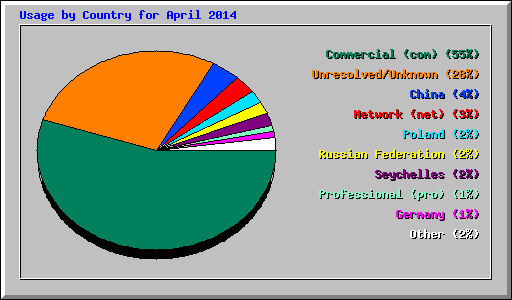 Usage by Country for April 2014
Commercial (com) (55%)
Unresolved/Unknown (28%)
China (4%)
Network (net) (3%)
Poland (2%)
Russian Federation (2%)
Seychelles (2%)
Professional (pro) (1%)
Germany (1%)
Other (2%)